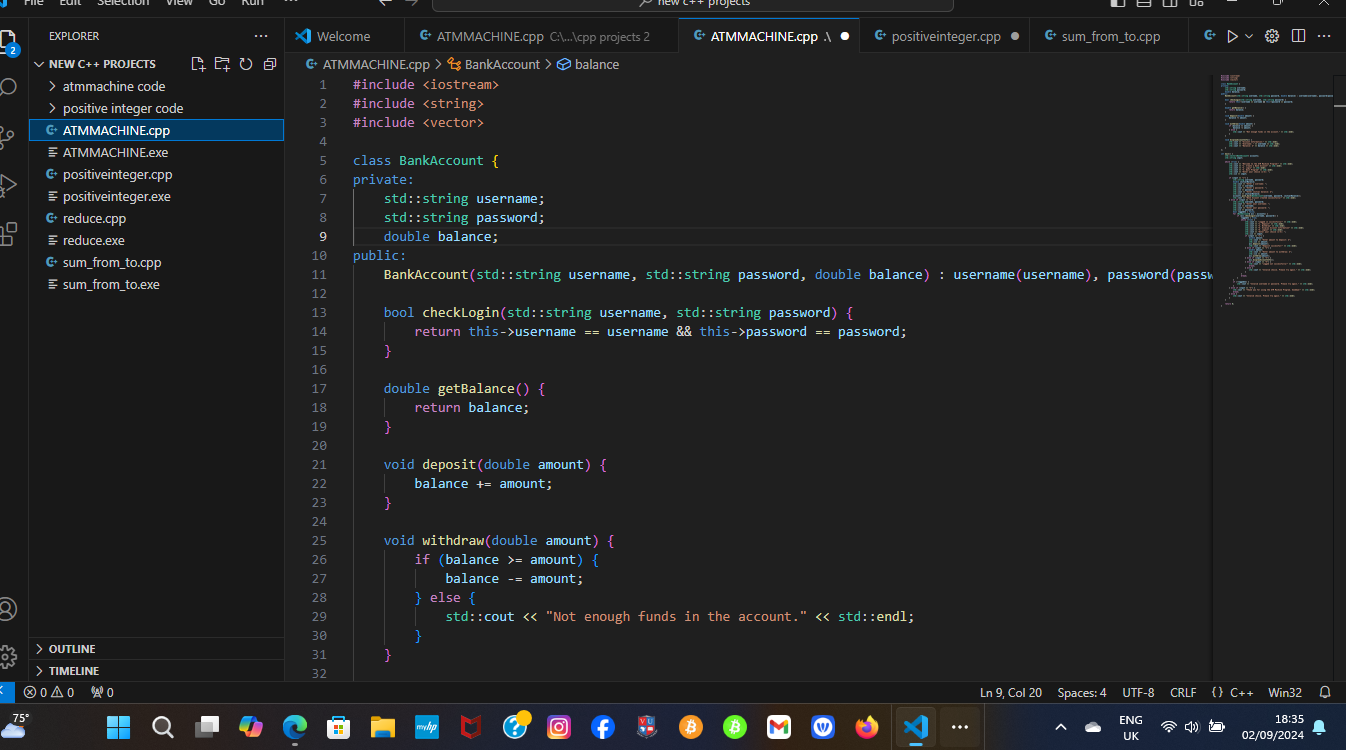 File Edit Selection View Go Run ··· new c++ projects
EXPLORER ···
Welcome
ATMMACHINE.cpp C:\...\cpp projects 2
ATMMACHINE.cpp .\ ●
positiveinteger.cpp ●
sum_from_to.cpp
2
NEW C++ PROJECTS
atmmachine code
positive integer code
ATMMACHINE.cpp
ATMMACHINE.exe
positiveinteger.cpp
positiveinteger.exe
reduce.cpp
reduce.exe
sum_from_to.cpp
sum_from_to.exe
OUTLINE
TIMELINE
ATMMACHINE.cpp > BankAccount > balance
1 #include <iostream>
2 #include <string>
3 #include <vector>
4
5 class BankAccount {
6 private:
7 std::string username;
8 std::string password;
9 double balance;
10 public:
11 BankAccount(std::string username, std::string password, double balance) : username(username), password(passw
12
13 bool checkLogin(std::string username, std::string password) {
14 return this->username == username && this->password == password;
15 }
16
17 double getBalance() {
18 return balance;
19 }
20
21 void deposit(double amount) {
22 balance += amount;
23 }
24
25 void withdraw(double amount) {
26 if (balance >= amount) {
27 balance -= amount;
28 } else {
29 std::cout << "Not enough funds in the account." << std::endl;
30 }
31 }
32
0 0 0 Ln 9, Col 20 Spaces: 4 UTF-8 CRLF {} C++ Win32
75° myhp ENG UK 18:35 02/09/2024